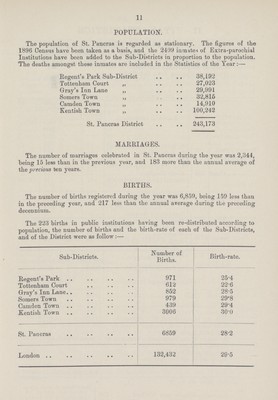 11
POPULATION.
The population of St. Pancras is regarded as stationary. The figures of the
1896 Census have been taken as a basis, and the 2489 inmates of Extra-parochial
Institutions have been added to the Sub-Districts in proportion to the population.
The deaths amongst these inmates are included in the Statistics of the Year :—
Regent's Park Sub-District .. .. 38,192
Tottenham Court „ .. .. 27,023
Gray's Inn Lane „ .. .. 29,991
Somers Town „ .. .. 32,815
Camden Town „ .. .. 14,910
Kentish Town „ .. .. 100,242
St. Pancras District .. .. 243,173
MARRIAGES.
The number of marriages celebrated in St. Pancras during the year was 2,344,
being 15 less than in the previous year, and 183 more than the annual average of
the previous ten years.
BIRTHS.
The number of births registered during the year was 6,859, being 159 less than
in the preceding year, and 217 less than the annual average during the preceding
decennium.
The 223 births in public institutions having been re-distributed according to
population, the number of births and the birth-rate of each of the Sub-Districts,
and of the District were as follow :—
Sub-Districts. Number of Births. Birth-rate.
Regent's Park .. .. .. .. 971 25·4
Tottenham Court .. .. .. 612 22·6
Gray's Inn Lane.. .. .. .. 852 28·5
Somers Town .. .. .. .. 979 29·8
Camden Town .. .. .. .. 439 29·4
Kentish Town .. .. .. .. 3006 30·0
St. Pancras .. .. .. .. 6859 28·2
London .. .. .. .. .. 132,432 29·5